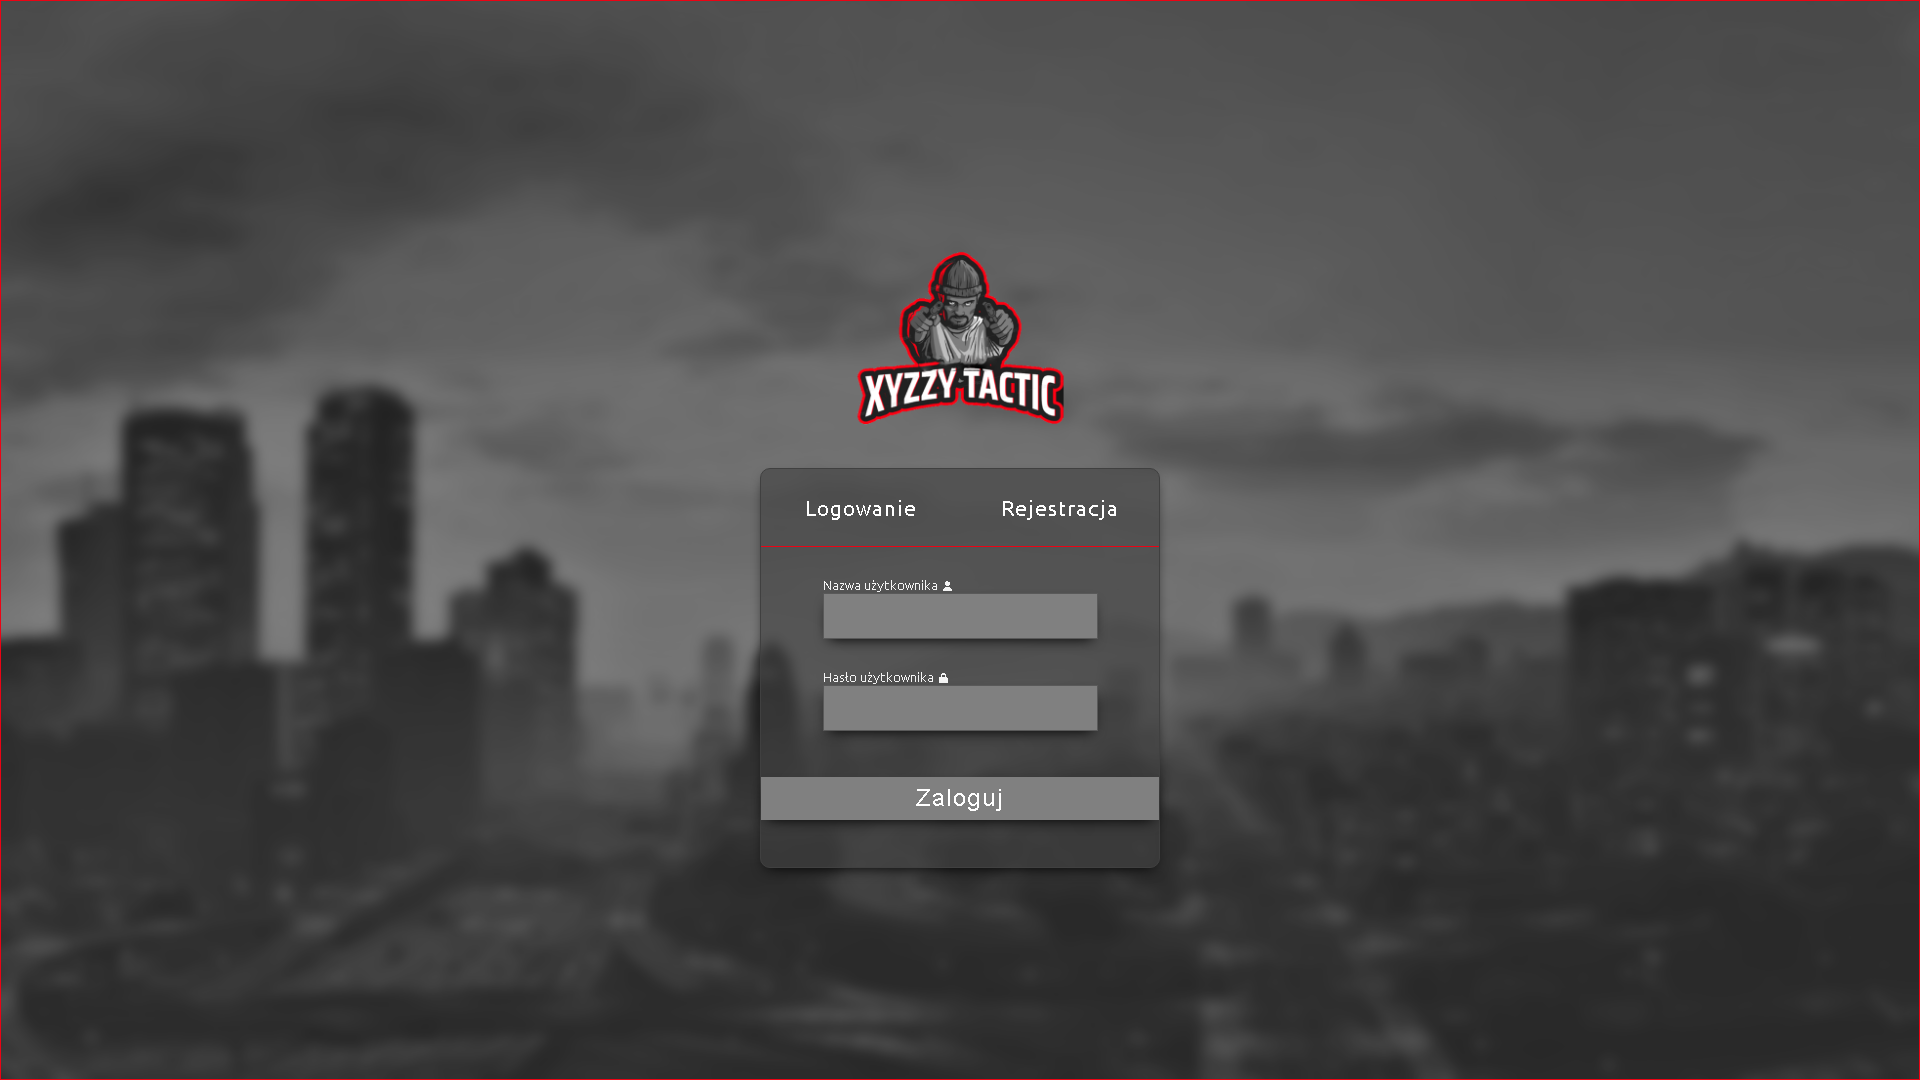 XYZZY TACTIC
Logowanie Rejestracja
Nazwa użytkownika
Hasło użytkownika
Zaloguj